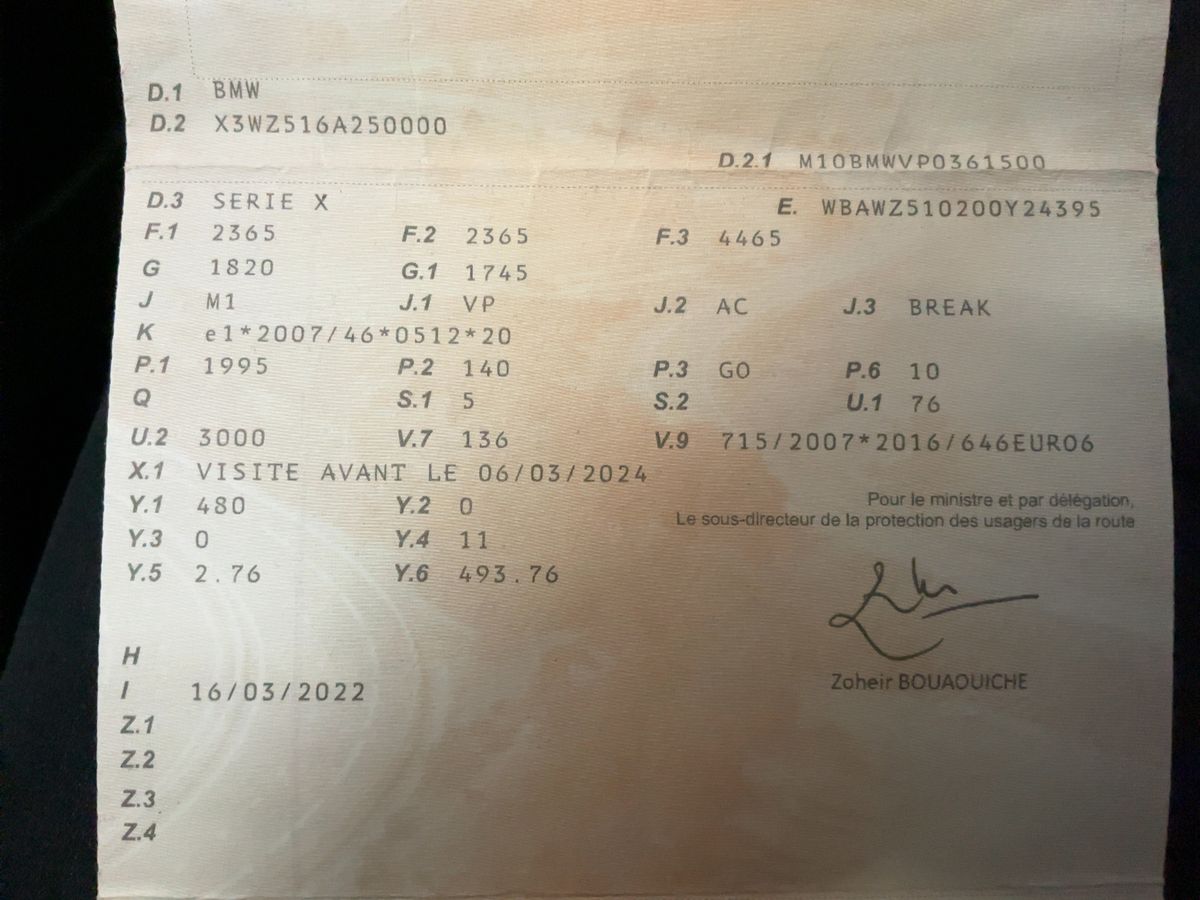 D.1 BMW
D.2 X3WZ516A250000
D.2.1 M10BMWVP0361500
D.3 SERIE X E. WBAWZ510200Y24395
F.1 2365 F.2 2365 F.3 4465
G 1820 G.1 1745
J M1 J.1 VP J.2 AC J.3 BREAK
K e1*2007/46*0512*20
P.1 1995 P.2 140 P.3 GO P.6 10
Q S.1 5 S.2 U.1 76
U.2 3000 V.7 136 V.9 715/2007*2016/646EURO6
X.1 VISITE AVANT LE 06/03/2024
Y.1 480 Y.2 0
Pour le ministre et par délégation,
Le sous-directeur de la protection des usagers de la route
Y.3 0 Y.4 11
Y.5 2.76 Y.6 493.76
H
I 16/03/2022
Zoheir BOUAOUICHE
Z.1
Z.2
Z.3
Z.4